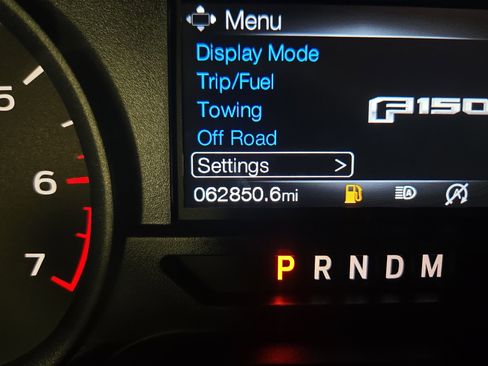 Menu
Display Mode
Trip/Fuel
Towing
Off Road
Settings >
062850.6mi
F150
5
6
7
P R N D M